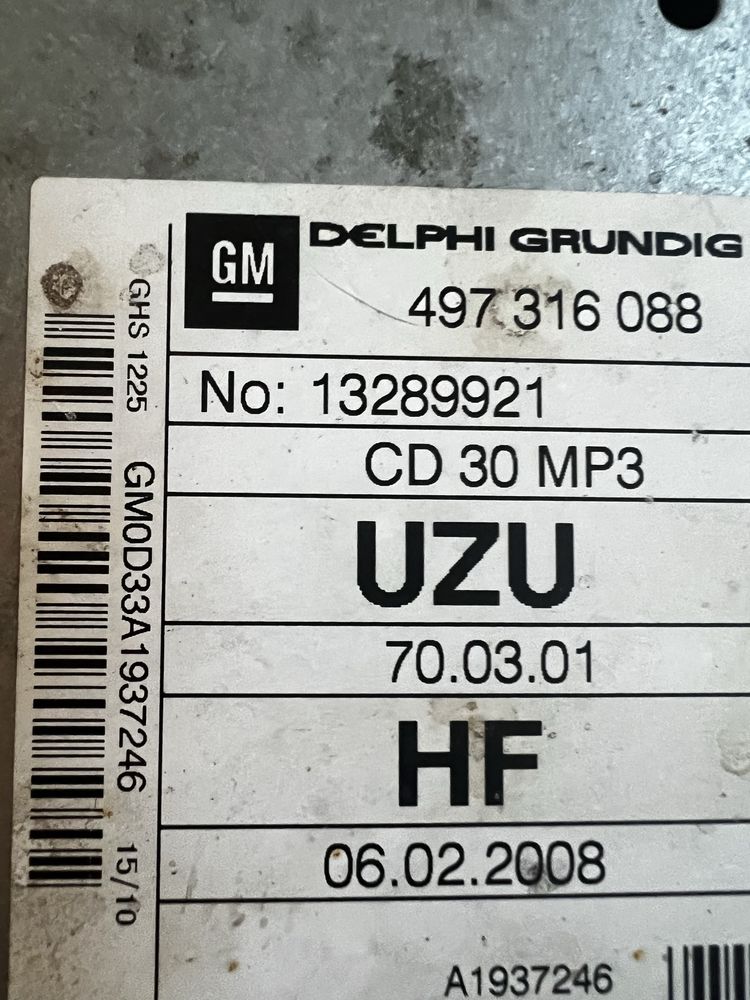 GM
DELPHI GRUNDIG
497 316 088
No: 13289921
CD 30 MP3
UZU
70.03.01
HF
06.02.2008
A1937246
GHS 1225 GM0D33A1937246 15/10